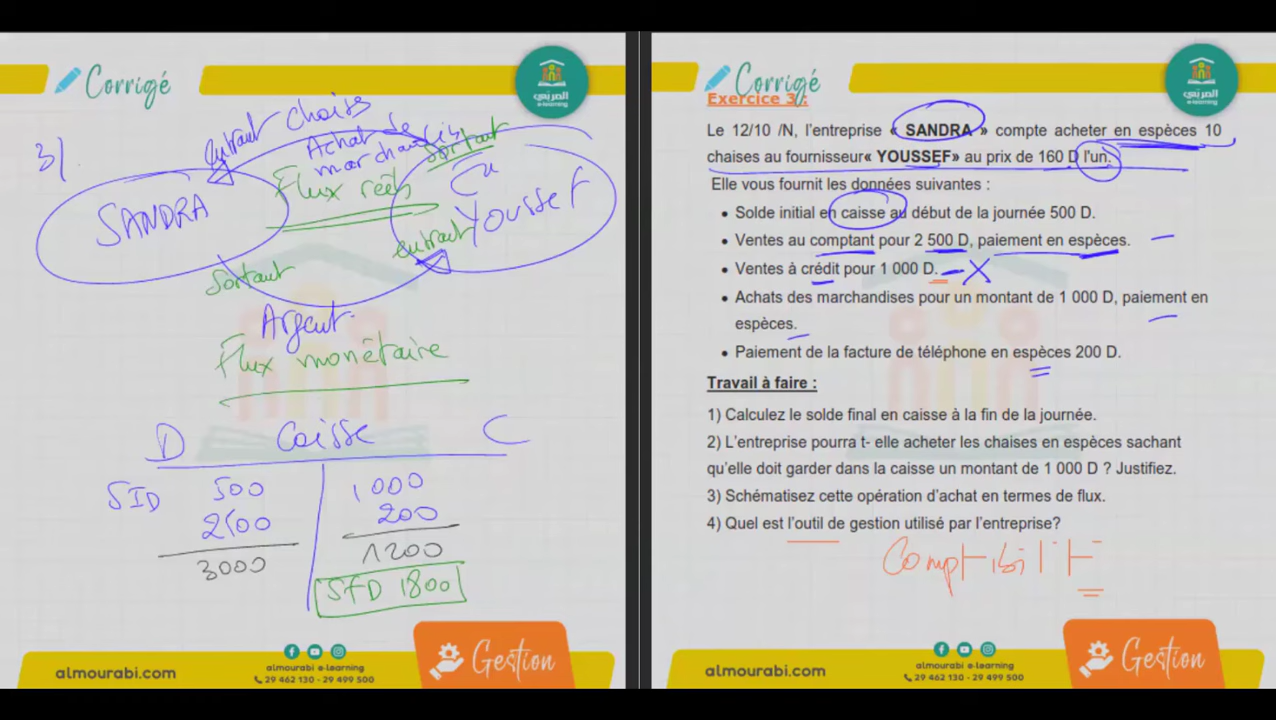 Corrigé
العربي
e-learning
3)
entrant chaises
Achat de
marchandises
sortant
Flux réels
SANDRA
Youssef
entrant
sortant
Argent
Flux monétaire
D Caisse C
SID 500 1000
2500 200
3000 1200
SFD 1800
almourabi.com
almourabi e-learning
29 462 130 - 29 499 500
Gestion
Corrigé
العربي
e-learning
Exercice 3 :
Le 12/10 /N, l'entreprise « SANDRA » compte acheter en espèces 10
chaises au fournisseur« YOUSSEF» au prix de 160 D l'un.
Elle vous fournit les données suivantes :
• Solde initial en caisse au début de la journée 500 D.
• Ventes au comptant pour 2 500 D, paiement en espèces.
• Ventes à crédit pour 1 000 D.
• Achats des marchandises pour un montant de 1 000 D, paiement en
espèces.
• Paiement de la facture de téléphone en espèces 200 D.
Travail à faire :
1) Calculez le solde final en caisse à la fin de la journée.
2) L'entreprise pourra t- elle acheter les chaises en espèces sachant
qu'elle doit garder dans la caisse un montant de 1 000 D ? Justifiez.
3) Schématisez cette opération d'achat en termes de flux.
4) Quel est l'outil de gestion utilisé par l'entreprise?
almourabi.com
almourabi e-learning
29 462 130 - 29 499 500
Gestion